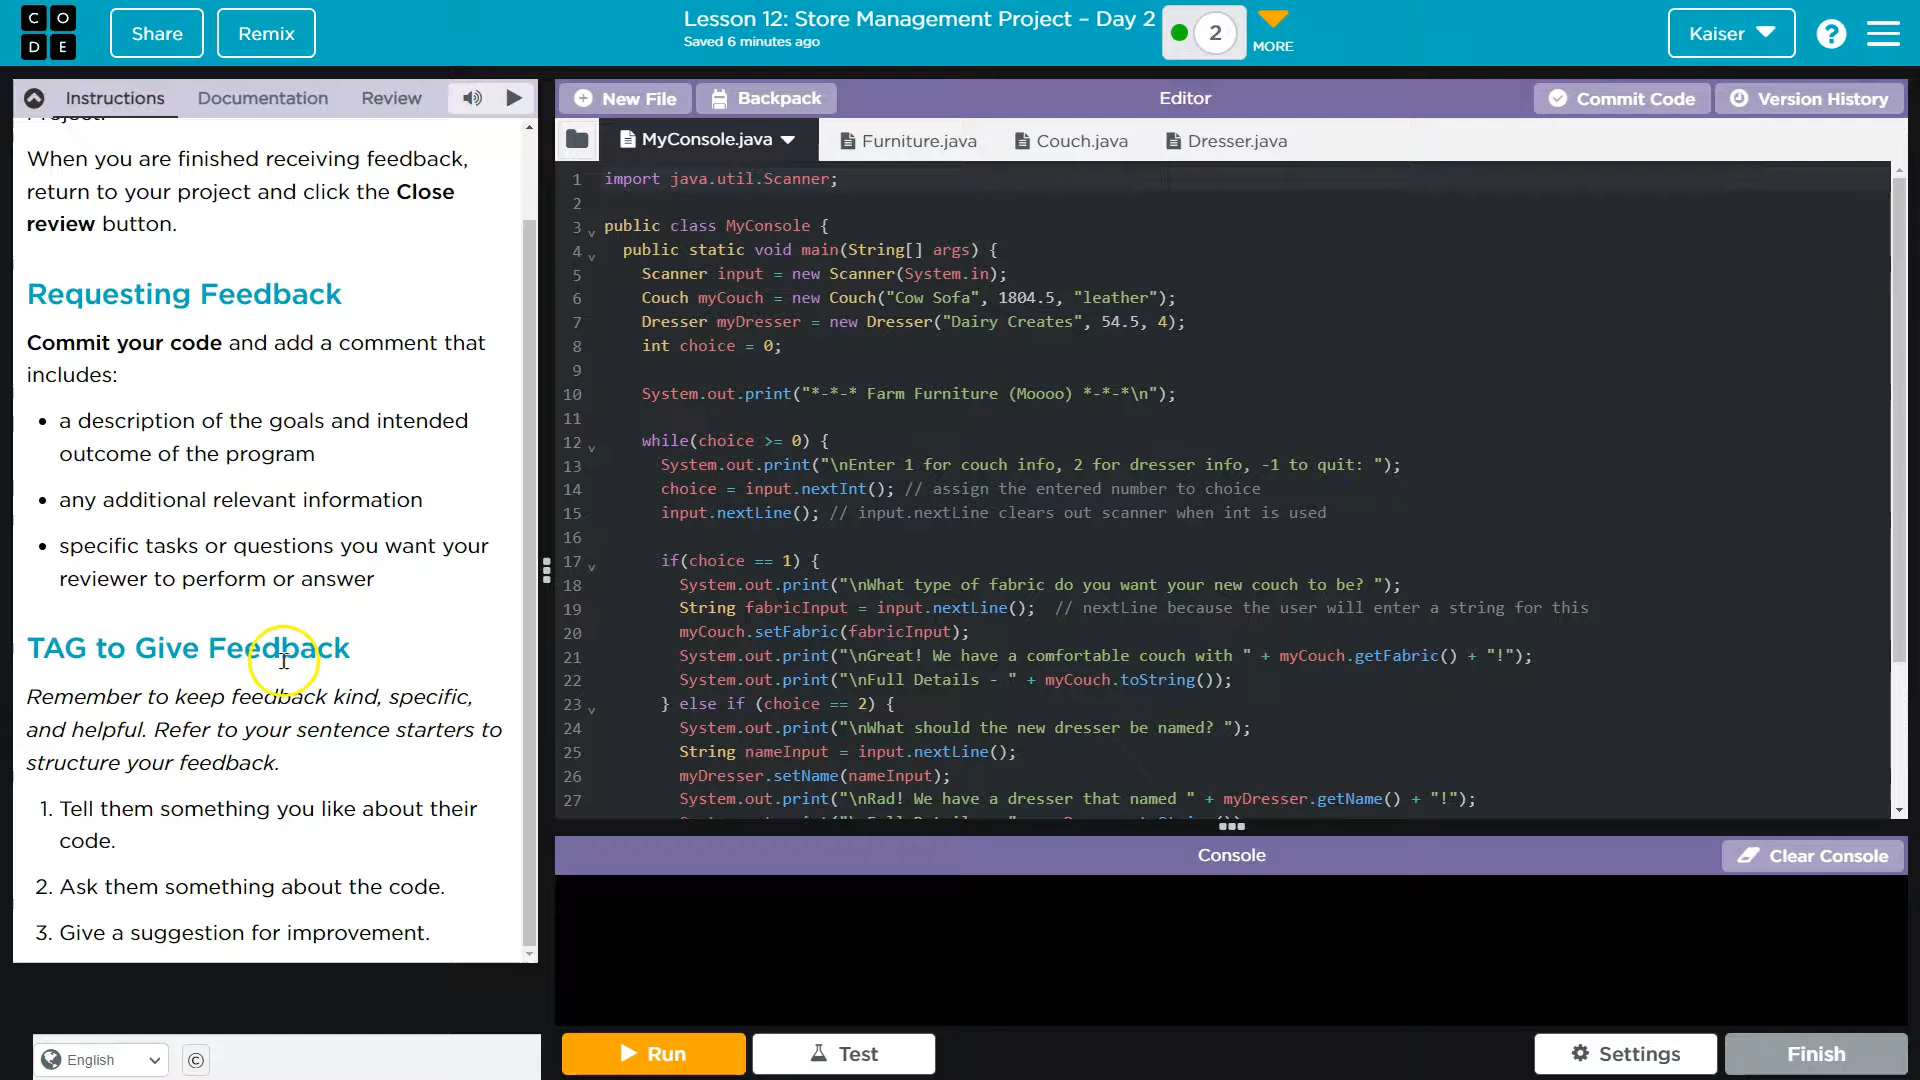 C O
D E
Share
Remix
Lesson 12: Store Management Project – Day 2
Saved 6 minutes ago
2
MORE
Kaiser
?
Instructions
Documentation
Review
Project.
When you are finished receiving feedback,
return to your project and click the Close
review button.
Requesting Feedback
Commit your code and add a comment that
includes:
• a description of the goals and intended
outcome of the program
• any additional relevant information
• specific tasks or questions you want your
reviewer to perform or answer
TAG to Give Feedback
Remember to keep feedback kind, specific,
and helpful. Refer to your sentence starters to
structure your feedback.
1. Tell them something you like about their
code.
2. Ask them something about the code.
3. Give a suggestion for improvement.
English
©
New File
Backpack
Editor
Commit Code
Version History
MyConsole.java
Furniture.java
Couch.java
Dresser.java
1 import java.util.Scanner;
2
3 public class MyConsole {
4 public static void main(String[] args) {
5 Scanner input = new Scanner(System.in);
6 Couch myCouch = new Couch("Cow Sofa", 1804.5, "leather");
7 Dresser myDresser = new Dresser("Dairy Creates", 54.5, 4);
8 int choice = 0;
9
10 System.out.print("*-*-* Farm Furniture (Moooo) *-*-*\n");
11
12 while(choice >= 0) {
13 System.out.print("\nEnter 1 for couch info, 2 for dresser info, -1 to quit: ");
14 choice = input.nextInt(); // assign the entered number to choice
15 input.nextLine(); // input.nextLine clears out scanner when int is used
16
17 if(choice == 1) {
18 System.out.print("\nWhat type of fabric do you want your new couch to be? ");
19 String fabricInput = input.nextLine(); // nextLine because the user will enter a string for this
20 myCouch.setFabric(fabricInput);
21 System.out.print("\nGreat! We have a comfortable couch with " + myCouch.getFabric() + "!");
22 System.out.print("\nFull Details - " + myCouch.toString());
23 } else if (choice == 2) {
24 System.out.print("\nWhat should the new dresser be named? ");
25 String nameInput = input.nextLine();
26 myDresser.setName(nameInput);
27 System.out.print("\nRad! We have a dresser that named " + myDresser.getName() + "!");
Console
Clear Console
Run
Test
Settings
Finish